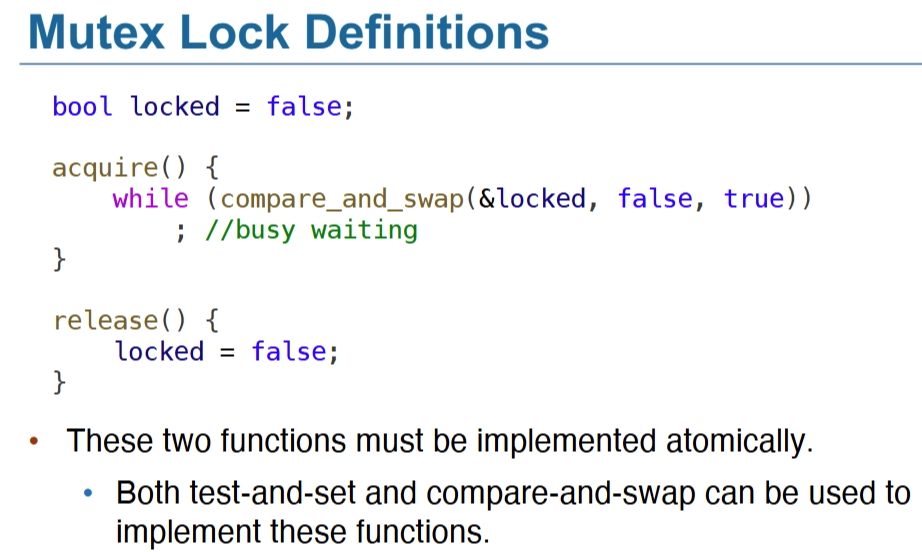 Mutex Lock Definitions
bool locked = false;
acquire() {
    while (compare_and_swap(&locked, false, true))
        ; //busy waiting
}
release() {
    locked = false;
}
• These two functions must be implemented atomically.
• Both test-and-set and compare-and-swap can be used to
implement these functions.